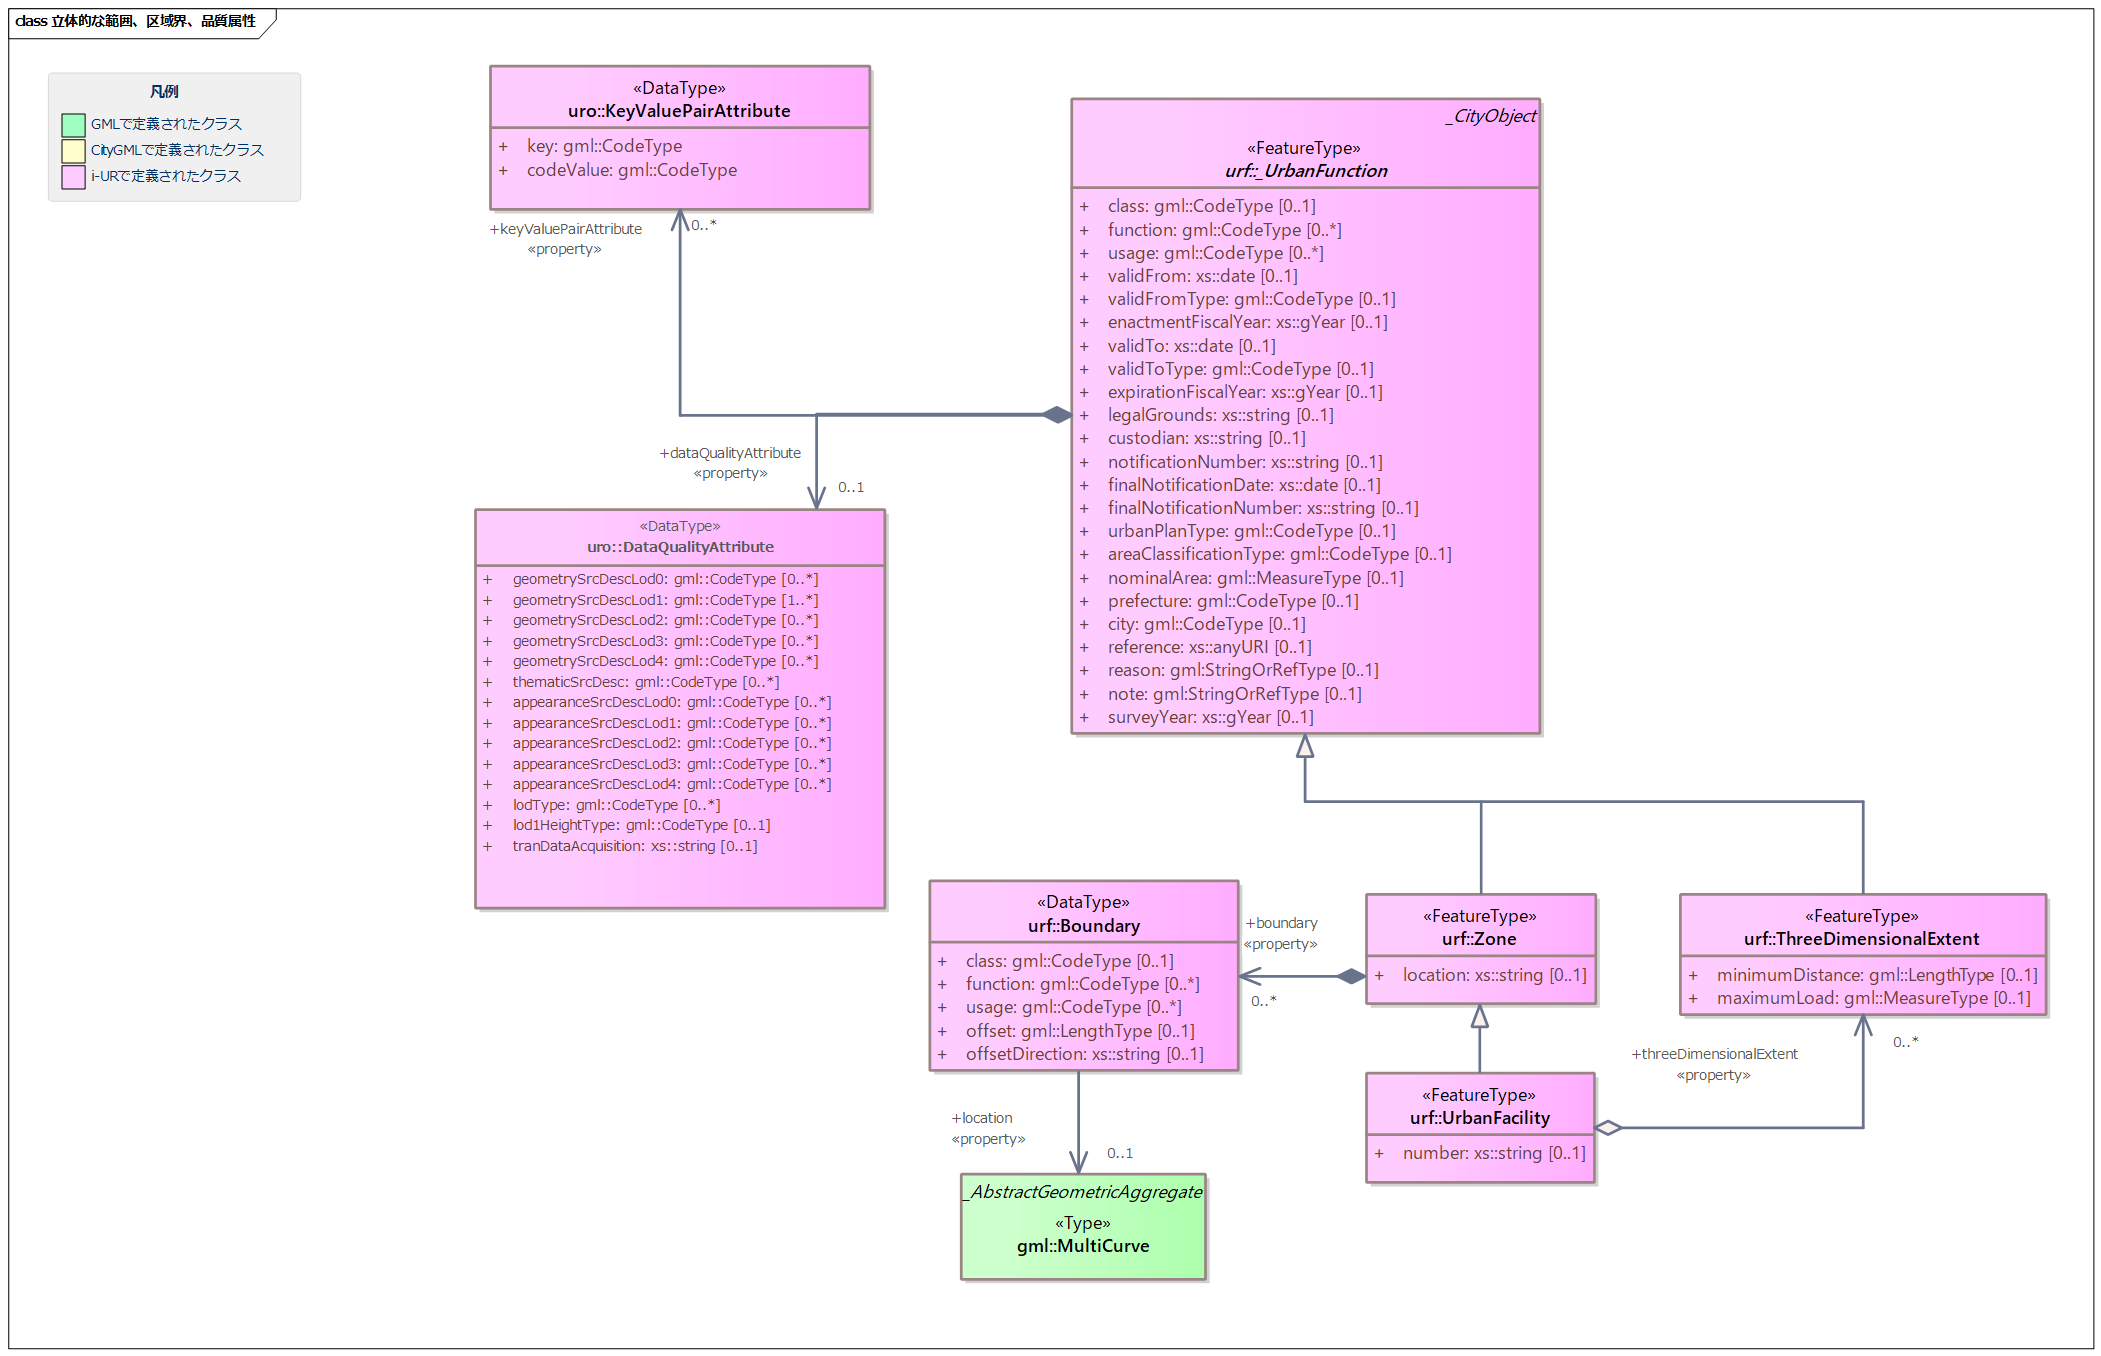 class 立体的な範囲、区域界、品質属性
凡例
GMLで定義されたクラス
CityGMLで定義されたクラス
i-URで定義されたクラス
«DataType»
uro::KeyValuePairAttribute
+ key: gml::CodeType
+ codeValue: gml::CodeType
+keyValuePairAttribute
«property»
0..*
_CityObject
«FeatureType»
urf::_UrbanFunction
+ class: gml::CodeType [0..1]
+ function: gml::CodeType [0..*]
+ usage: gml::CodeType [0..*]
+ validFrom: xs::date [0..1]
+ validFromType: gml::CodeType [0..1]
+ enactmentFiscalYear: xs::gYear [0..1]
+ validTo: xs::date [0..1]
+ validToType: gml::CodeType [0..1]
+ expirationFiscalYear: xs::gYear [0..1]
+ legalGrounds: xs::string [0..1]
+ custodian: xs::string [0..1]
+ notificationNumber: xs::string [0..1]
+ finalNotificationDate: xs::date [0..1]
+ finalNotificationNumber: xs::string [0..1]
+ urbanPlanType: gml::CodeType [0..1]
+ areaClassificationType: gml::CodeType [0..1]
+ nominalArea: gml::MeasureType [0..1]
+ prefecture: gml::CodeType [0..1]
+ city: gml::CodeType [0..1]
+ reference: xs::anyURI [0..1]
+ reason: gml:StringOrRefType [0..1]
+ note: gml:StringOrRefType [0..1]
+ surveyYear: xs::gYear [0..1]
+dataQualityAttribute
«property»
0..1
«DataType»
uro::DataQualityAttribute
+ geometrySrcDescLod0: gml::CodeType [0..*]
+ geometrySrcDescLod1: gml::CodeType [1..*]
+ geometrySrcDescLod2: gml::CodeType [0..*]
+ geometrySrcDescLod3: gml::CodeType [0..*]
+ geometrySrcDescLod4: gml::CodeType [0..*]
+ thematicSrcDesc: gml::CodeType [0..*]
+ appearanceSrcDescLod0: gml::CodeType [0..*]
+ appearanceSrcDescLod1: gml::CodeType [0..*]
+ appearanceSrcDescLod2: gml::CodeType [0..*]
+ appearanceSrcDescLod3: gml::CodeType [0..*]
+ appearanceSrcDescLod4: gml::CodeType [0..*]
+ lodType: gml::CodeType [0..*]
+ lod1HeightType: gml::CodeType [0..1]
+ tranDataAcquisition: xs::string [0..1]
«DataType»
urf::Boundary
+ class: gml::CodeType [0..1]
+ function: gml::CodeType [0..*]
+ usage: gml::CodeType [0..*]
+ offset: gml::LengthType [0..1]
+ offsetDirection: xs::string [0..1]
+boundary
«property»
0..*
«FeatureType»
urf::Zone
+ location: xs::string [0..1]
«FeatureType»
urf::ThreeDimensionalExtent
+ minimumDistance: gml::LengthType [0..1]
+ maximumLoad: gml::MeasureType [0..1]
+threeDimensionalExtent
«property»
0..*
«FeatureType»
urf::UrbanFacility
+ number: xs::string [0..1]
+location
«property»
0..1
_AbstractGeometricAggregate
«Type»
gml::MultiCurve